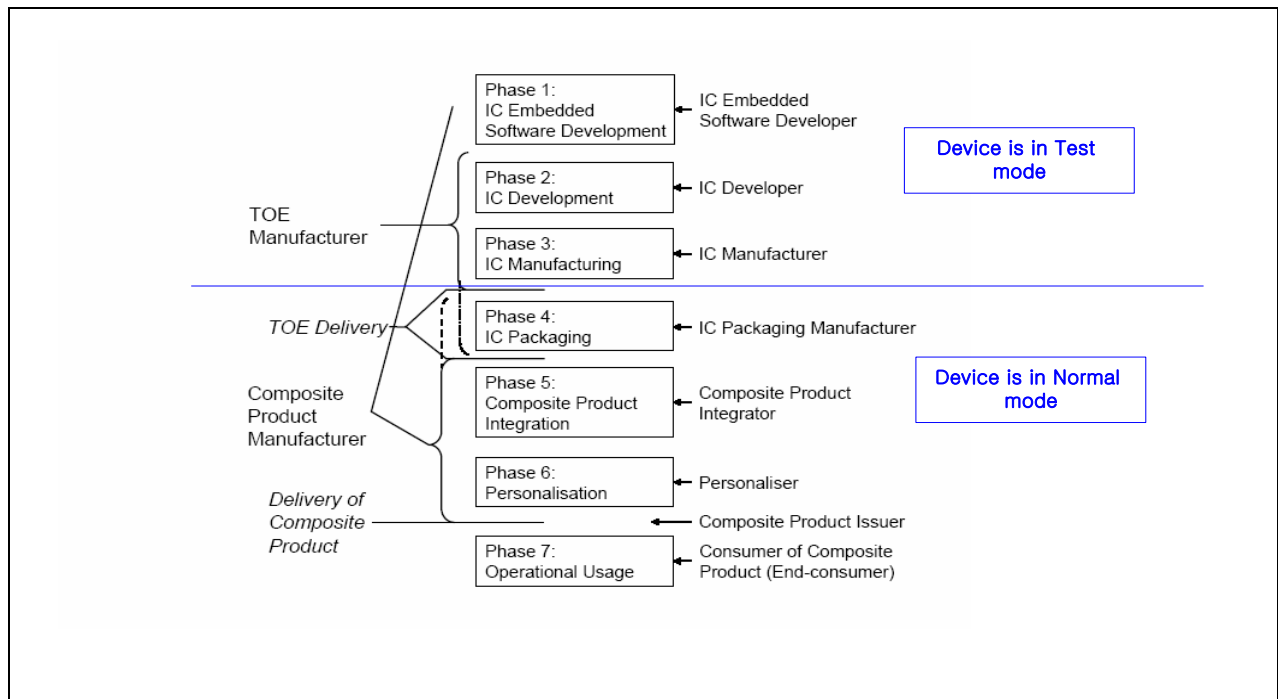 Phase 1:
IC Embedded
Software Development
IC Embedded
Software Developer
Device is in Test
mode
Phase 2:
IC Development
IC Developer
TOE
Manufacturer
Phase 3:
IC Manufacturing
IC Manufacturer
TOE Delivery
Phase 4:
IC Packaging
IC Packaging Manufacturer
Device is in Normal
mode
Composite
Product
Manufacturer
Phase 5:
Composite Product
Integration
Composite Product
Integrator
Phase 6:
Personalisation
Personaliser
Delivery of
Composite
Product
Composite Product Issuer
Phase 7:
Operational Usage
Consumer of Composite
Product (End-consumer)